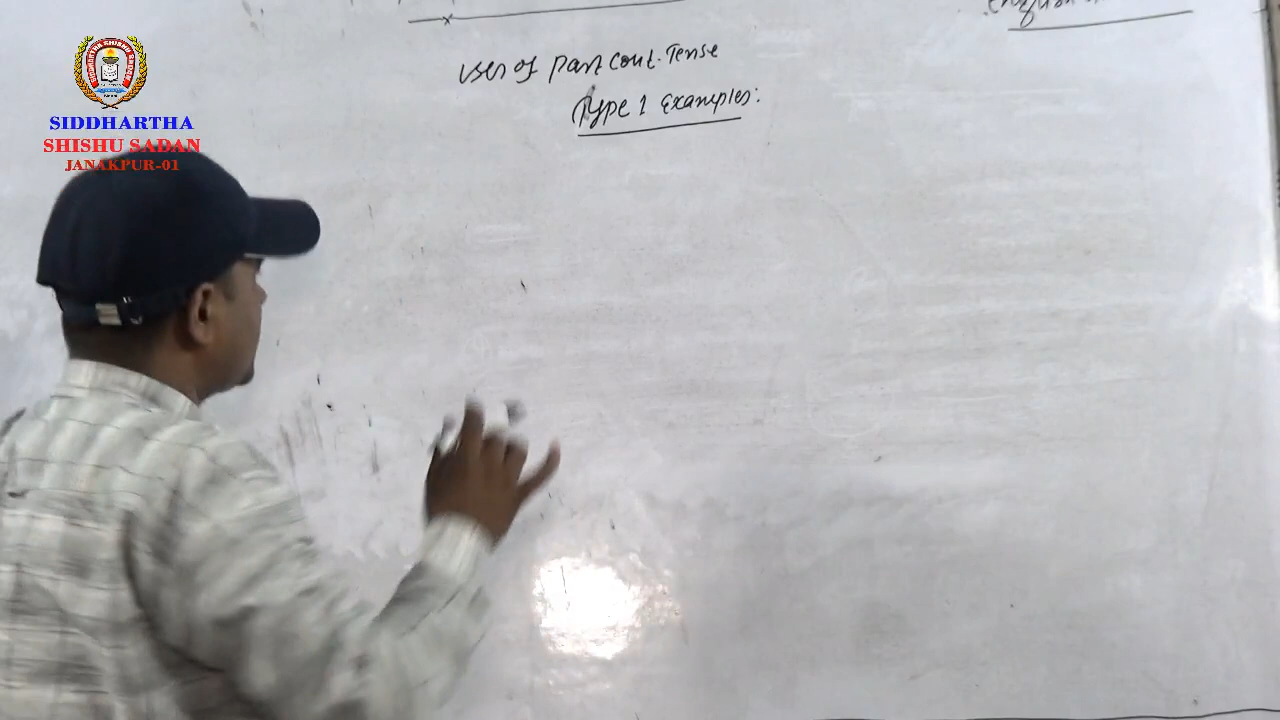 SIDDHARTHA
SHISHU SADAN
JANAKPUR-01
Uses of Past Cont. Tense
Type 1 Examples: